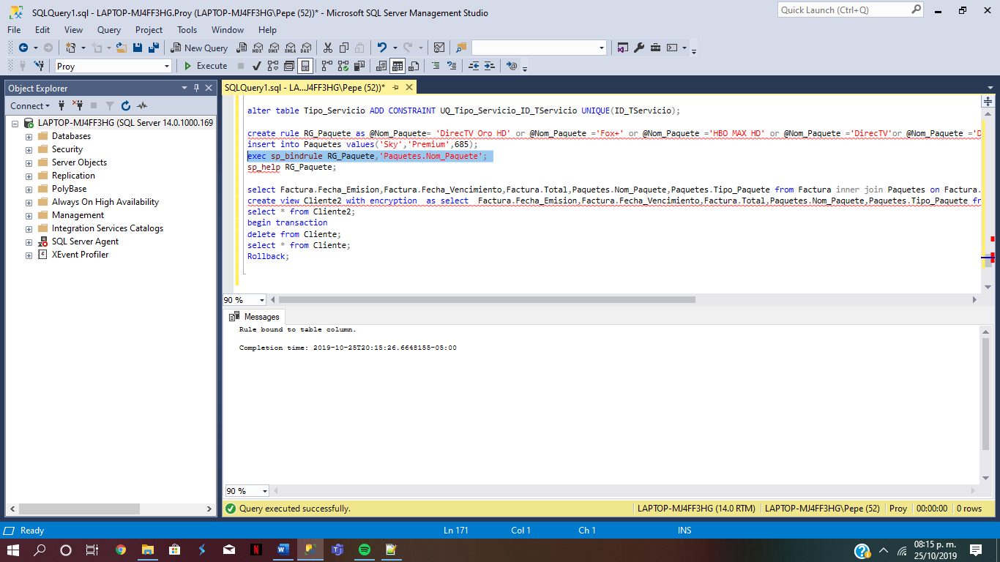 SQLQuery1.sql - LAPTOP-MJ4FF3HG.Proy (LAPTOP-MJ4FF3HG\Pepe (52))* - Microsoft SQL Server Management Studio
Quick Launch (Ctrl+Q)
File Edit View Query Project Tools Window Help
New Query MDX DMX XMLA DAX
Proy Execute
Object Explorer
Connect
LAPTOP-MJ4FF3HG (SQL Server 14.0.1000.169
Databases
Security
Server Objects
Replication
PolyBase
Always On High Availability
Management
Integration Services Catalogs
SQL Server Agent
XEvent Profiler
SQLQuery1.sql - LA...J4FF3HG\Pepe (52))*
alter table Tipo_Servicio ADD CONSTRAINT UQ_Tipo_Servicio_ID_TServicio UNIQUE(ID_TServicio);
create rule RG_Paquete as @Nom_Paquete= 'DirecTV Oro HD' or @Nom_Paquete ='Fox+' or @Nom_Paquete ='HBO MAX HD' or @Nom_Paquete ='DirecTV'or @Nom_Paquete ='D
insert into Paquetes values('Sky','Premium',685);
exec sp_bindrule RG_Paquete,'Paquetes.Nom_Paquete';
sp_help RG_Paquete;
select Factura.Fecha_Emision,Factura.Fecha_Vencimiento,Factura.Total,Paquetes.Nom_Paquete,Paquetes.Tipo_Paquete from Factura inner join Paquetes on Factura.
create view Cliente2 with encryption as select Factura.Fecha_Emision,Factura.Fecha_Vencimiento,Factura.Total,Paquetes.Nom_Paquete,Paquetes.Tipo_Paquete fr
select * from Cliente2;
begin transaction
delete from Cliente;
select * from Cliente;
Rollback;
90 %
Messages
Rule bound to table column.
Completion time: 2019-10-25T20:15:26.6648155-05:00
90 %
Query executed successfully. LAPTOP-MJ4FF3HG (14.0 RTM) LAPTOP-MJ4FF3HG\Pepe (52) Proy 00:00:00 0 rows
Ready Ln 171 Col 1 Ch 1 INS
08:15 p. m.
25/10/2019